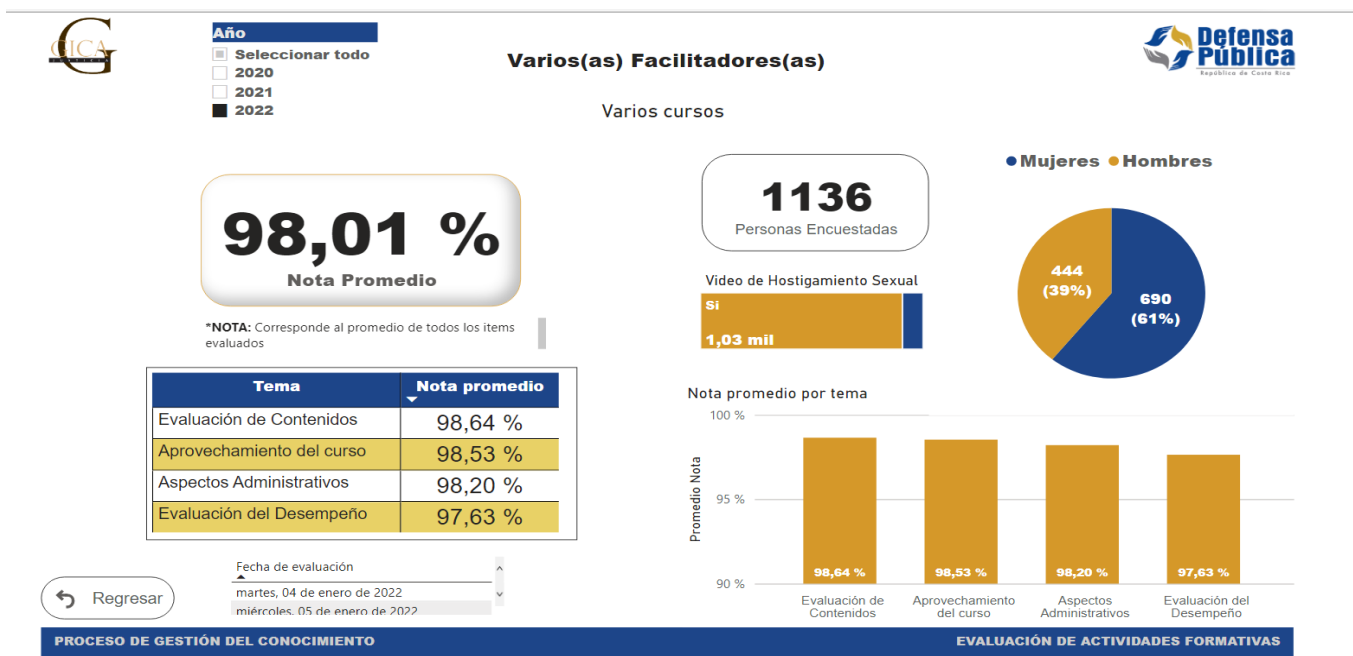 GICA
Año
Seleccionar todo
2020
2021
2022
Varios(as) Facilitadores(as)
Varios cursos
Defensa
Pública
República de Costa Rica
98,01 %
Nota Promedio
*NOTA: Corresponde al promedio de todos los items
evaluados
1136
Personas Encuestadas
Video de Hostigamiento Sexual
Si
1,03 mil
Mujeres Hombres
444
(39%)
690
(61%)
Tema Nota promedio
Evaluación de Contenidos 98,64 %
Aprovechamiento del curso 98,53 %
Aspectos Administrativos 98,20 %
Evaluación del Desempeño 97,63 %
Nota promedio por tema
Promedio Nota
100 %
95 %
90 %
98,64 % 98,53 % 98,20 % 97,63 %
Evaluación de Aprovechamiento Aspectos Evaluación del
Contenidos del curso Administrativos Desempeño
Fecha de evaluación
martes, 04 de enero de 2022
miércoles, 05 de enero de 2022
Regresar
PROCESO DE GESTIÓN DEL CONOCIMIENTO
EVALUACIÓN DE ACTIVIDADES FORMATIVAS